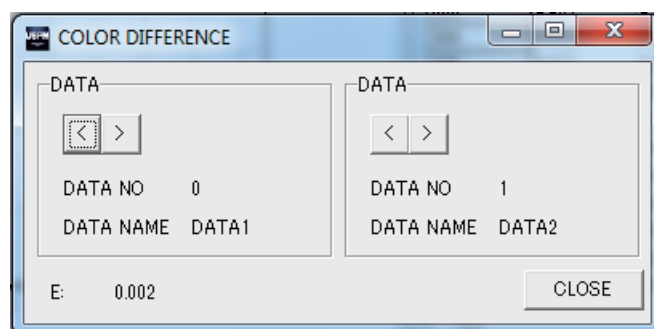 USPM COLOR DIFFERENCE
DATA DATA
< > < >
DATA NO 0 DATA NO 1
DATA NAME DATA1 DATA NAME DATA2
E: 0.002 CLOSE